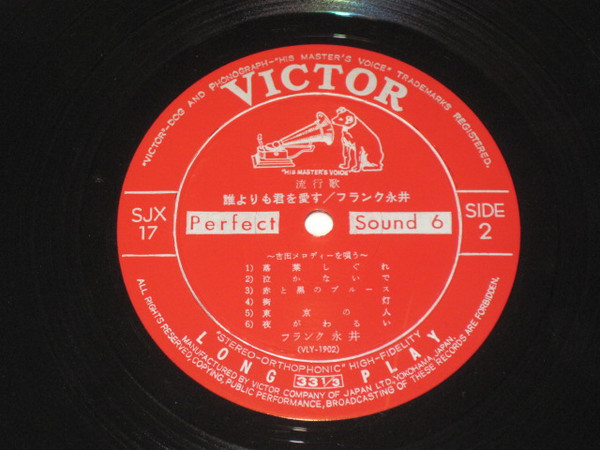 "VICTOR"-DOG AND PHONOGRAPH-"HIS MASTER'S VOICE" TRADEMARKS REGISTERED.
VICTOR
"HIS MASTER'S VOICE"
流行歌
誰よりも君を愛す/フランク永井
SJX
17
Perfect Sound 6
SIDE
2
~吉田メロディーを唄う~
1) 落葉しぐれ
2) 泣かないで
3) 赤と黒のブルース
4) 街灯
5) 東京の人
6) 夜がわるい
フランク永井
(VLY-1902)
"STEREO-ORTHOPHONIC" HIGH-FIDELITY
LONG 33 1/3 PLAY
MANUFACTURED BY VICTOR COMPANY OF JAPAN LTD. YOKOHAMA, JAPAN.
ALL RIGHTS RESERVED, COPYING, PUBLIC PERFORMANCE, BROADCASTING OF THESE RECORDS ARE FORBIDDEN.